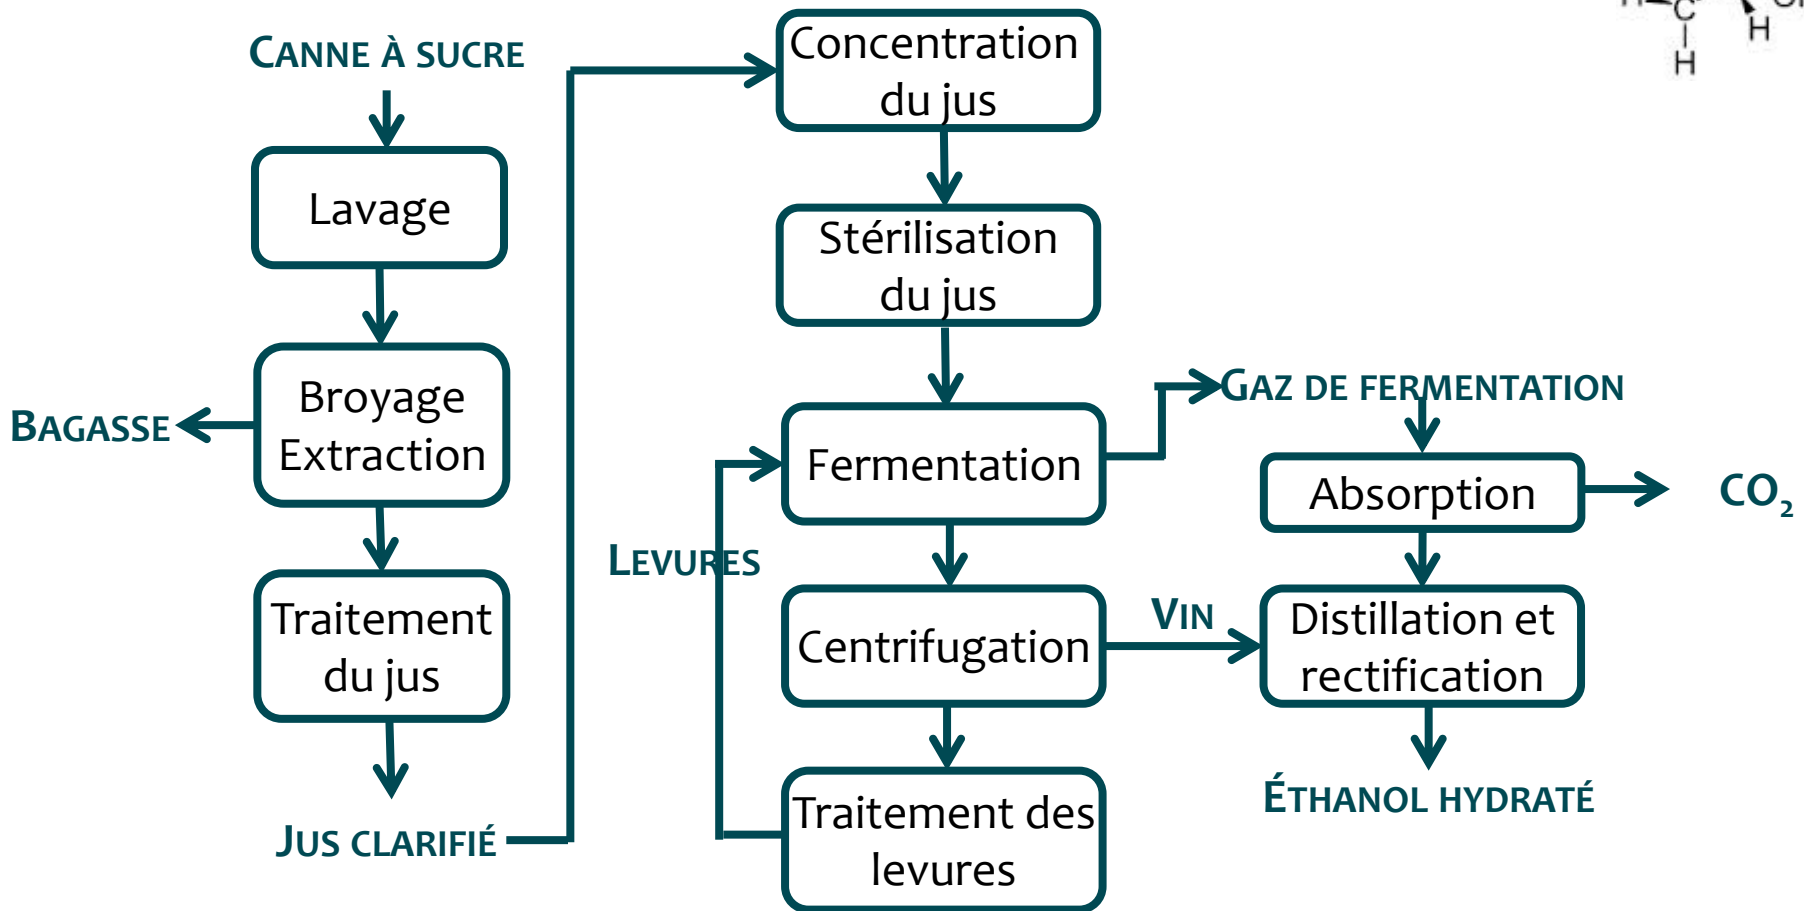 CANNE À SUCRE
Lavage
Broyage
Extraction
BAGASSE
Traitement
du jus
JUS CLARIFIÉ
Concentration
du jus
Stérilisation
du jus
Fermentation
LEVURES
Centrifugation
Traitement des
levures
GAZ DE FERMENTATION
Absorption
CO₂
VIN
Distillation et
rectification
ÉTHANOL HYDRATÉ
C
H
H